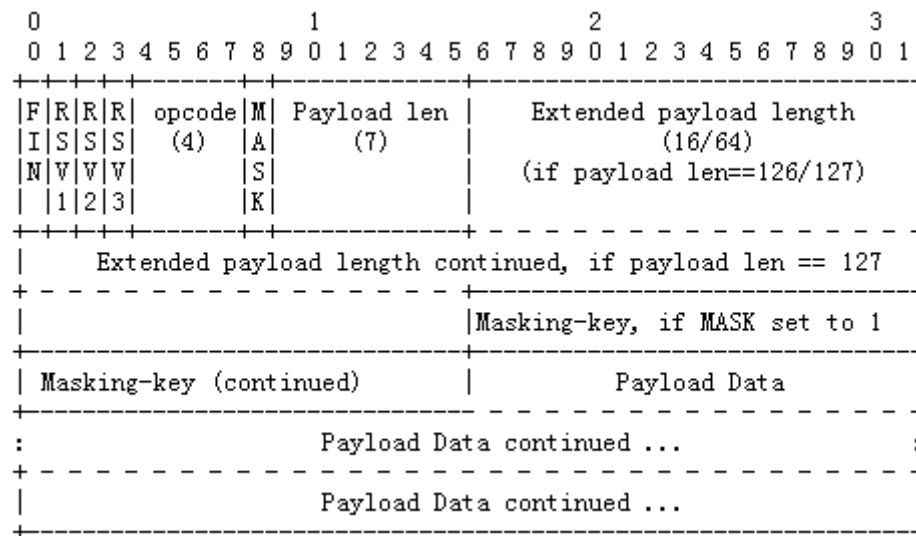 0                   1                   2                   3
0 1 2 3 4 5 6 7 8 9 0 1 2 3 4 5 6 7 8 9 0 1 2 3 4 5 6 7 8 9 0 1
+-+-+-+-+-------+-+-------------+-------------------------------
|F|R|R|R| opcode|M| Payload len |    Extended payload length
|I|S|S|S|  (4)  |A|     (7)     |             (16/64)
|N|V|V|V|       |S|             |   (if payload len==126/127)
| |1|2|3|       |K|             |
+-+-+-+-+-------+-+-------------+ - - - - - - - - - - - - - - -
|     Extended payload length continued, if payload len == 127
+ - - - - - - - - - - - - - - - +-------------------------------
|                               |Masking-key, if MASK set to 1
+-------------------------------+-------------------------------
| Masking-key (continued)       |          Payload Data
+-------------------------------- - - - - - - - - - - - - - - -
:                     Payload Data continued ...                :
+ - - - - - - - - - - - - - - - - - - - - - - - - - - - - - - -
|                     Payload Data continued ...
+---------------------------------------------------------------